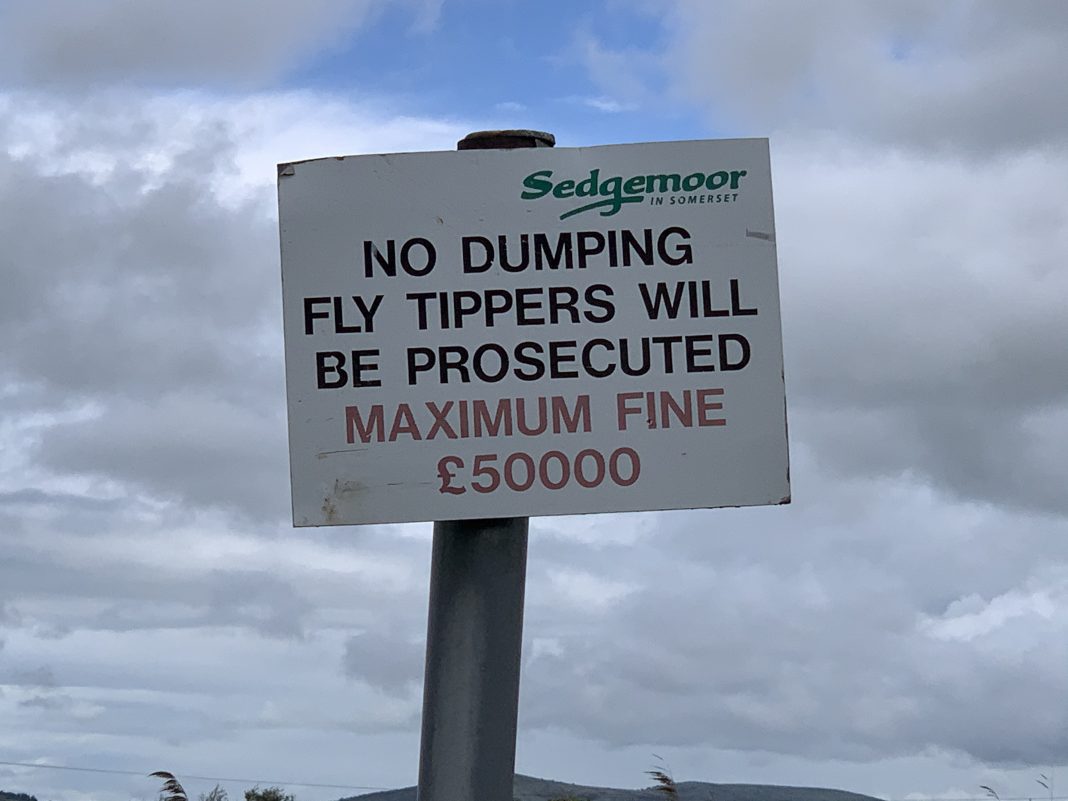 Sedgemoor
IN SOMERSET
NO DUMPING
FLY TIPPERS WILL
BE PROSECUTED
MAXIMUM FINE
£50000